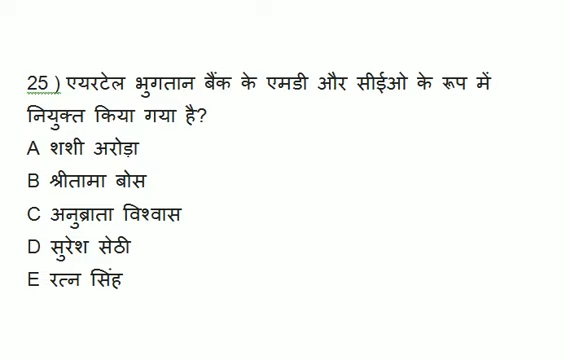 25 ) एयरटेल भुगतान बैंक के एमडी और सीईओ के रूप में
नियुक्त किया गया है?
A शशी अरोड़ा
B श्रीतामा बोस
C अनुब्राता विश्वास
D सुरेश सेठी
E रत्न सिंह